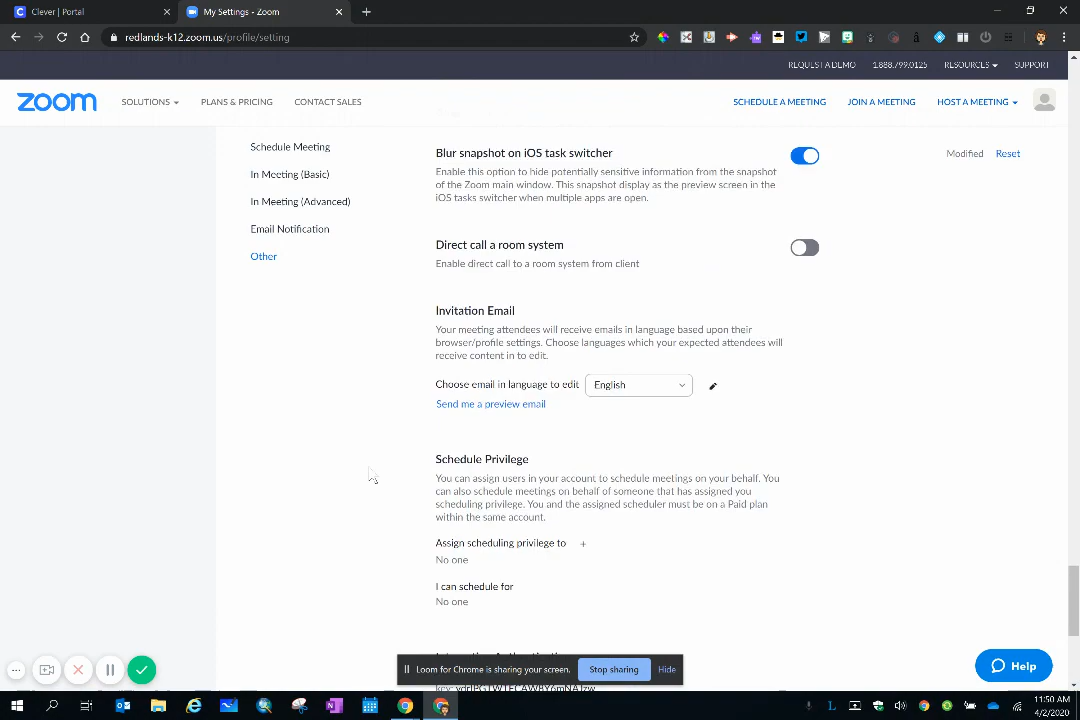 Clever | Portal
My Settings - Zoom
redlands-k12.zoom.us/profile/setting
REQUEST A DEMO 1.888.799.0125 RESOURCES SUPPORT
zoom SOLUTIONS PLANS & PRICING CONTACT SALES SCHEDULE A MEETING JOIN A MEETING HOST A MEETING
Schedule Meeting
In Meeting (Basic)
In Meeting (Advanced)
Email Notification
Other
Blur snapshot on iOS task switcher
Modified Reset
Enable this option to hide potentially sensitive information from the snapshot
of the Zoom main window. This snapshot display as the preview screen in the
iOS tasks switcher when multiple apps are open.
Direct call a room system
Enable direct call to a room system from client
Invitation Email
Your meeting attendees will receive emails in language based upon their
browser/profile settings. Choose languages which your expected attendees will
receive content in to edit.
Choose email in language to edit English
Send me a preview email
Schedule Privilege
You can assign users in your account to schedule meetings on your behalf. You
can also schedule meetings on behalf of someone that has assigned you
scheduling privilege. You and the assigned scheduler must be on a Paid plan
within the same account.
Assign scheduling privilege to +
No one
I can schedule for
No one
Loom for Chrome is sharing your screen. Stop sharing Hide
Help
11:50 AM
4/2/2020